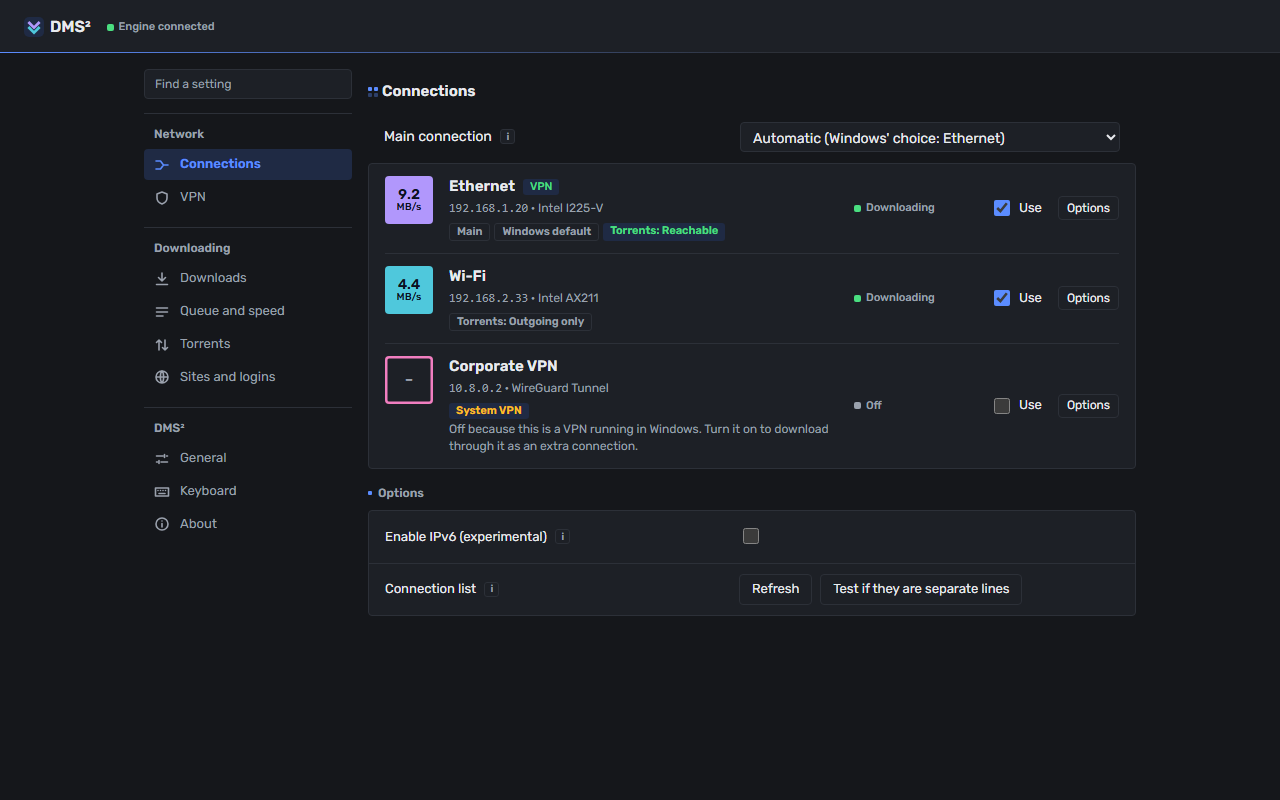 DMS²
Engine connected
Find a setting
Network
Connections
VPN
Downloading
Downloads
Queue and speed
Torrents
Sites and logins
DMS²
General
Keyboard
About
Connections
Main connection i
Automatic (Windows' choice: Ethernet)
9.2 MB/s
Ethernet VPN
192.168.1.20 • Intel I225-V
Main Windows default Torrents: Reachable
Downloading
Use
Options
4.4 MB/s
Wi-Fi
192.168.2.33 • Intel AX211
Torrents: Outgoing only
Downloading
Use
Options
–
Corporate VPN
10.8.0.2 • WireGuard Tunnel
System VPN
Off because this is a VPN running in Windows. Turn it on to download
through it as an extra connection.
Off
Use
Options
Options
Enable IPv6 (experimental) i
Connection list i
Refresh
Test if they are separate lines